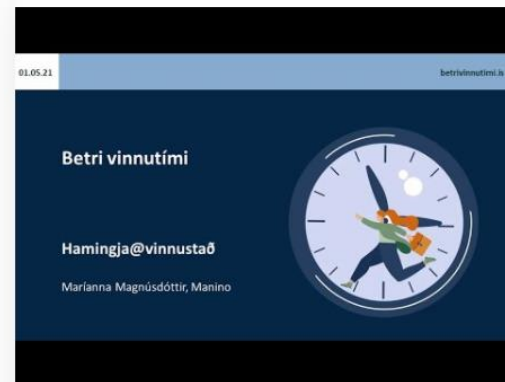 01.05.21
betrivinnutimi.is
Betri vinnutími
Hamingja@vinnustað
Maríanna Magnúsdóttir, Manino